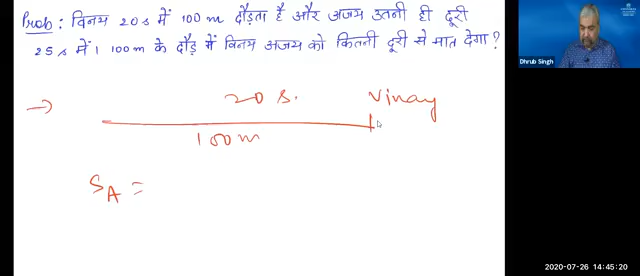 Prob : विनय 20 s में 100 m दौड़ता है और अजय उतनी ही दूरी
25 s में। 100 m के दौड़ में विनय अजय को कितनी दूरी से मात देगा ?
Dhrub Singh
→ 20 s. Vinay
100 m
S_A =
2020-07-26 14:45:20